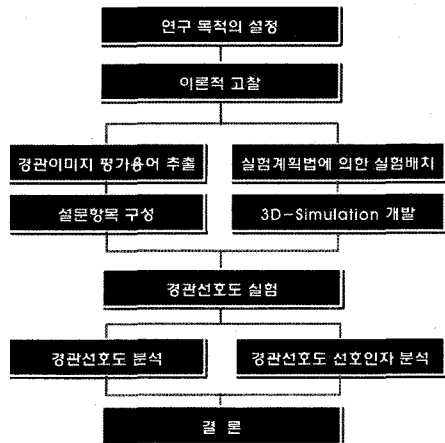 연구 목적의 설정
이론적 고찰
경관이미지 평가용어 추출
실험계획법에 의한 실험배치
설문항목 구성
3D-Simulation 개발
경관선호도 실험
경관선호도 분석
경관선호도 선호인자 분석
결 론